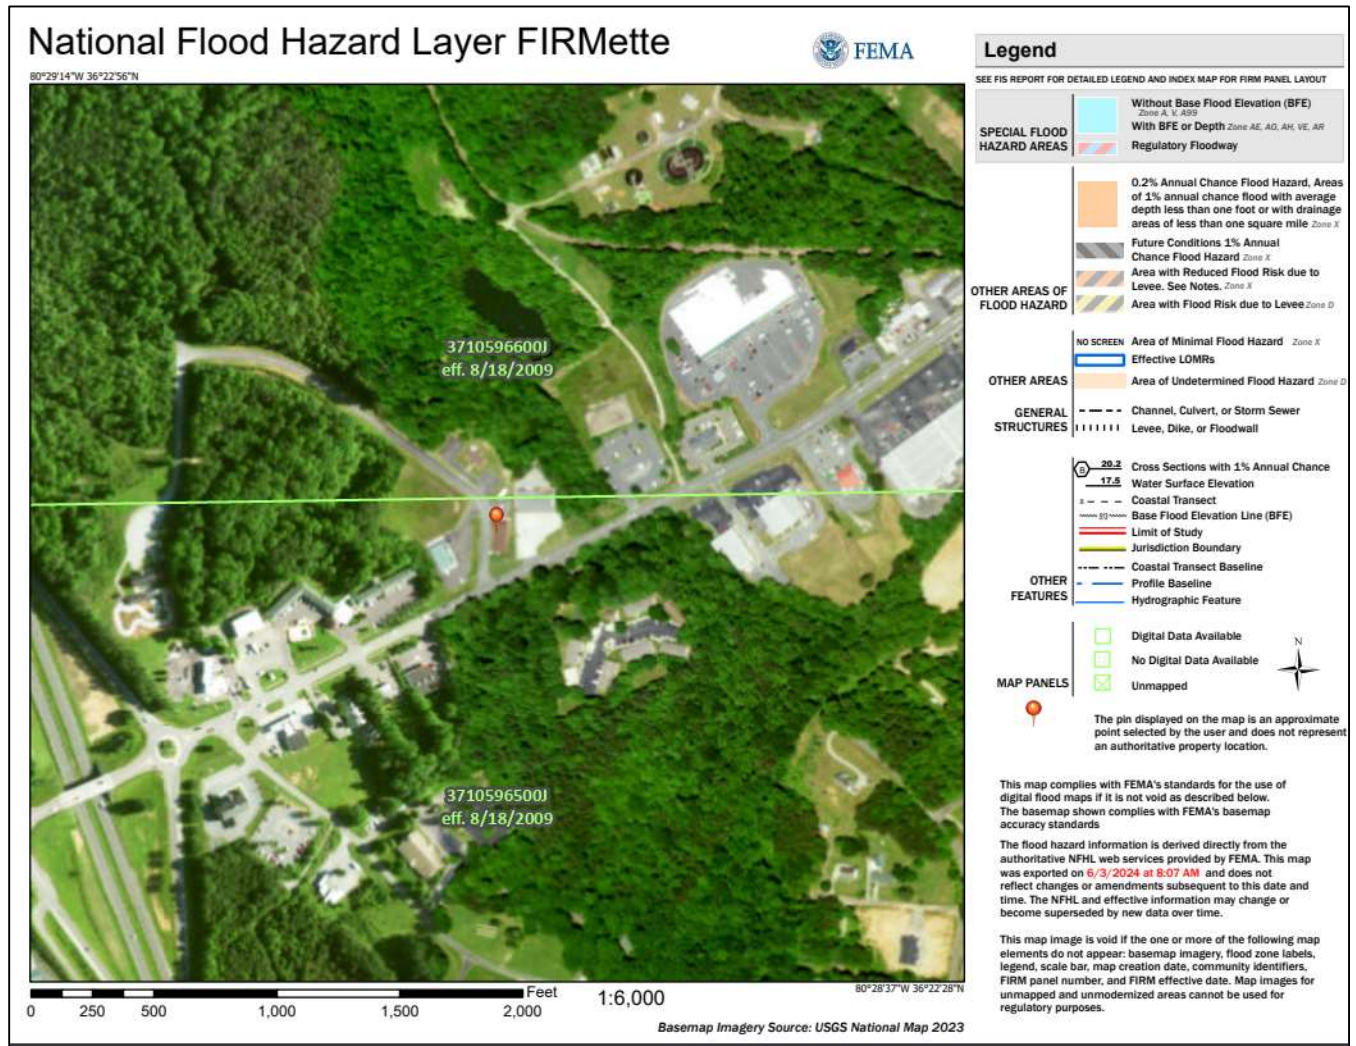 National Flood Hazard Layer FIRMette
FEMA
80°29'14"W 36°22'56"N
3710596600J
eff. 8/18/2009
3710596500J
eff. 8/18/2009
80°28'37"W 36°22'28"N
0 250 500 1,000 1,500 2,000
Feet
1:6,000
Basemap Imagery Source: USGS National Map 2023
Legend
SEE FIS REPORT FOR DETAILED LEGEND AND INDEX MAP FOR FIRM PANEL LAYOUT
SPECIAL FLOOD
HAZARD AREAS
Without Base Flood Elevation (BFE)
Zone A, V, A99
With BFE or Depth Zone AE, AO, AH, VE, AR
Regulatory Floodway
OTHER AREAS OF
FLOOD HAZARD
0.2% Annual Chance Flood Hazard, Areas
of 1% annual chance flood with average
depth less than one foot or with drainage
areas of less than one square mile Zone X
Future Conditions 1% Annual
Chance Flood Hazard Zone X
Area with Reduced Flood Risk due to
Levee. See Notes. Zone X
Area with Flood Risk due to Levee Zone D
OTHER AREAS
NO SCREEN Area of Minimal Flood Hazard Zone X
Effective LOMRs
Area of Undetermined Flood Hazard Zone D
GENERAL
STRUCTURES
Channel, Culvert, or Storm Sewer
Levee, Dike, or Floodwall
OTHER
FEATURES
B 20.2 Cross Sections with 1% Annual Chance
17.5 Water Surface Elevation
8 Coastal Transect
513 Base Flood Elevation Line (BFE)
Limit of Study
Jurisdiction Boundary
Coastal Transect Baseline
Profile Baseline
Hydrographic Feature
MAP PANELS
Digital Data Available
No Digital Data Available
Unmapped
N
The pin displayed on the map is an approximate
point selected by the user and does not represent
an authoritative property location.
This map complies with FEMA's standards for the use of
digital flood maps if it is not void as described below.
The basemap shown complies with FEMA's basemap
accuracy standards
The flood hazard information is derived directly from the
authoritative NFHL web services provided by FEMA. This map
was exported on 6/3/2024 at 8:07 AM and does not
reflect changes or amendments subsequent to this date and
time. The NFHL and effective information may change or
become superseded by new data over time.
This map image is void if the one or more of the following map
elements do not appear: basemap imagery, flood zone labels,
legend, scale bar, map creation date, community identifiers,
FIRM panel number, and FIRM effective date. Map images for
unmapped and unmodernized areas cannot be used for
regulatory purposes.